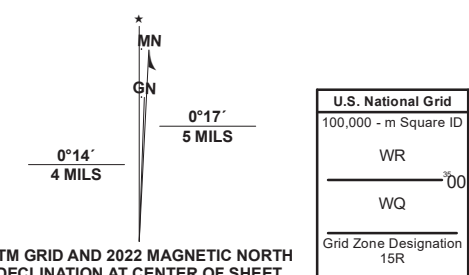 ★
MN
GN
0°17´
5 MILS
0°14´
4 MILS
TM GRID AND 2022 MAGNETIC NORTH
DECLINATION AT CENTER OF SHEET
U.S. National Grid
100,000 - m Square ID
WR
³⁵00
WQ
Grid Zone Designation
15R